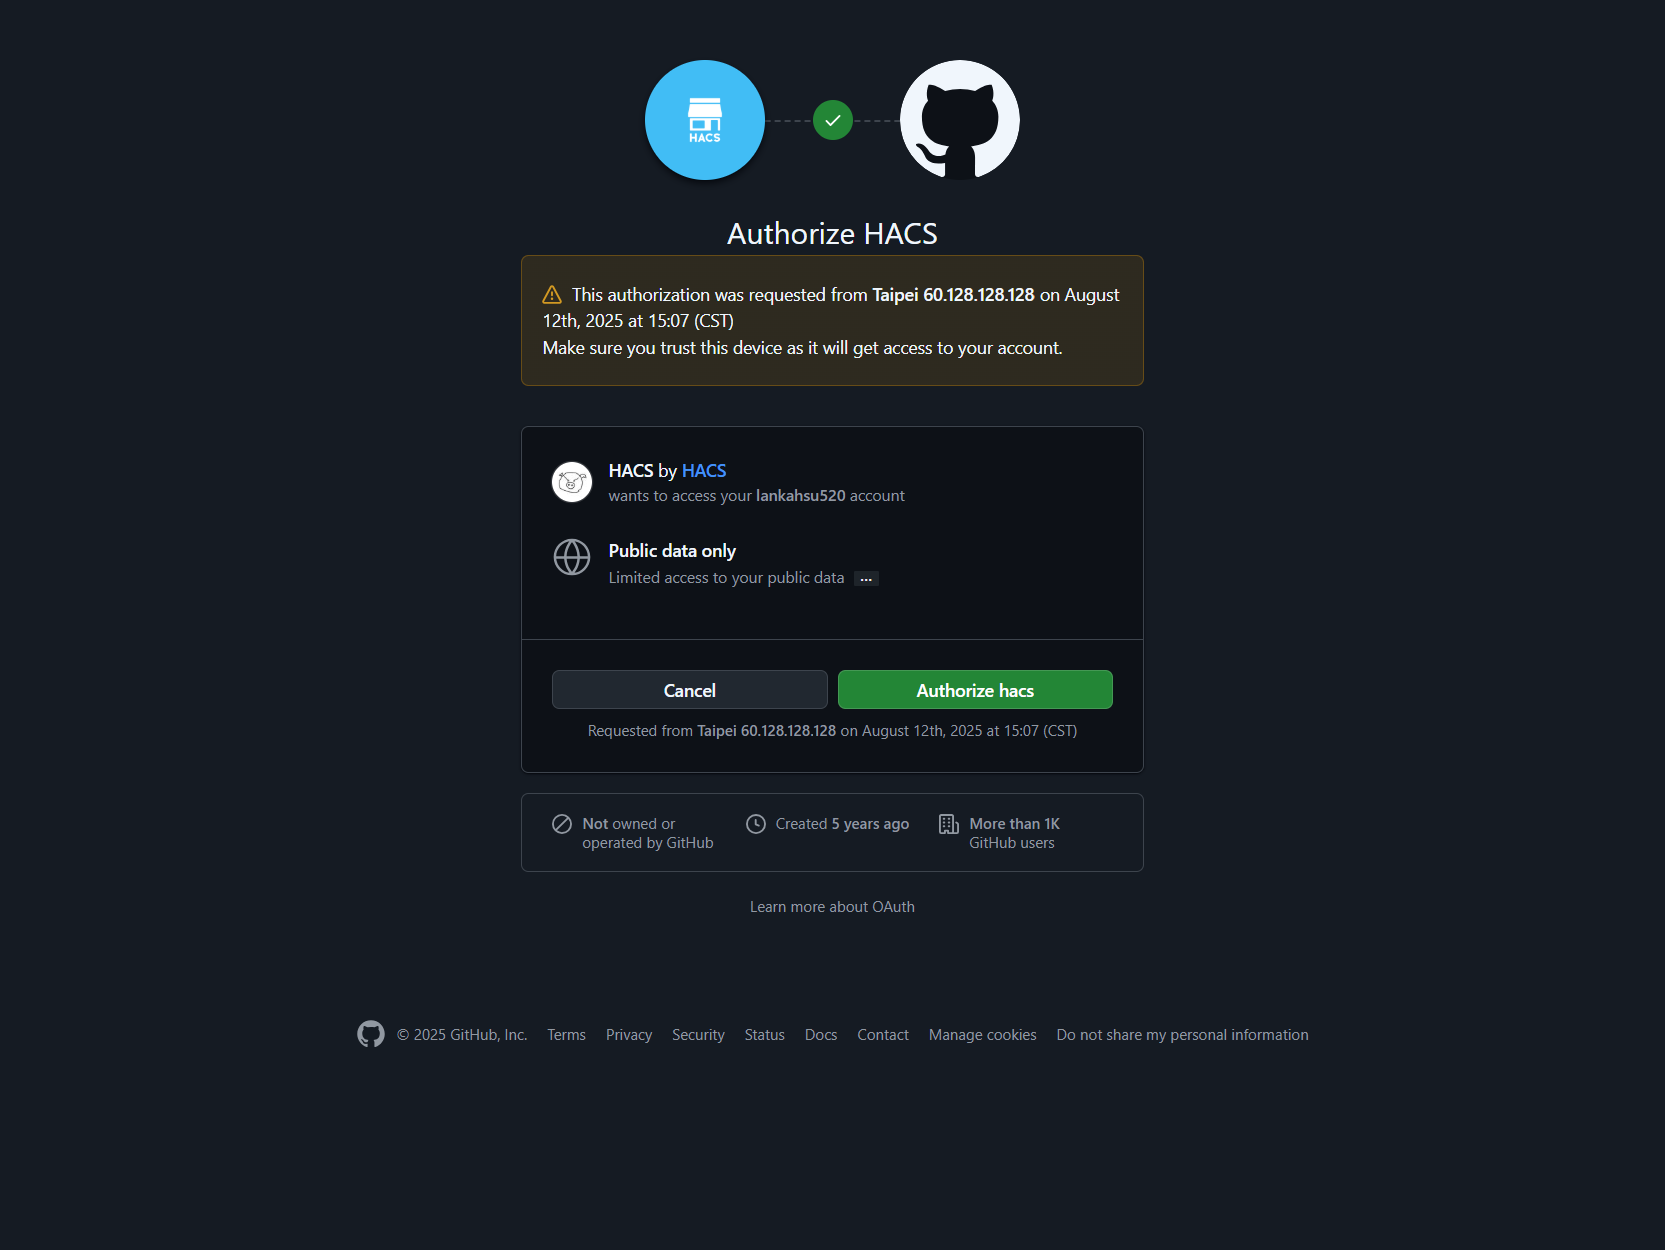 HACS
Authorize HACS
This authorization was requested from Taipei 60.128.128.128 on August
12th, 2025 at 15:07 (CST)
Make sure you trust this device as it will get access to your account.
HACS by HACS
wants to access your lankahsu520 account
Public data only
Limited access to your public data ...
Cancel
Authorize hacs
Requested from Taipei 60.128.128.128 on August 12th, 2025 at 15:07 (CST)
Not owned or
operated by GitHub
Created 5 years ago
More than 1K
GitHub users
Learn more about OAuth
© 2025 GitHub, Inc. Terms Privacy Security Status Docs Contact Manage cookies Do not share my personal information